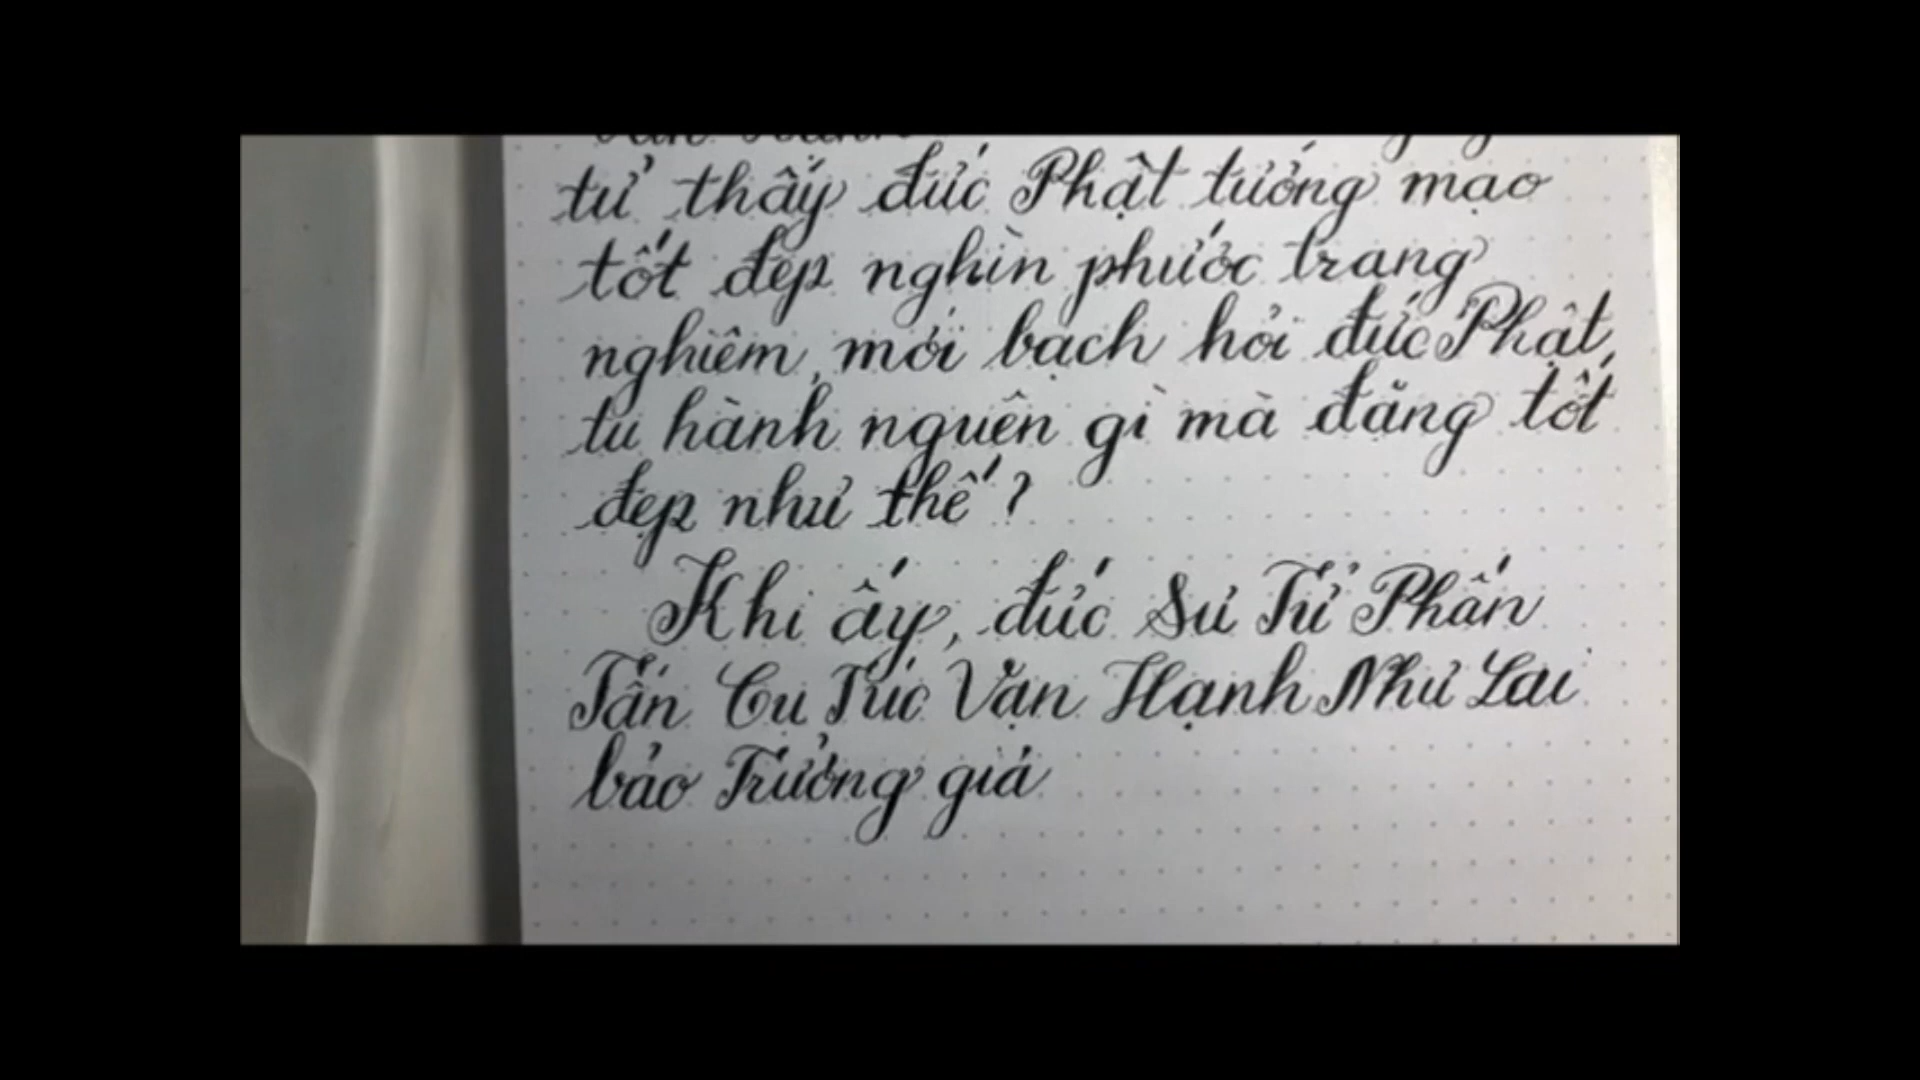 tử thấy đức Phật tướng mạo
tốt đẹp nghìn phước trang
nghiêm, mới bạch hỏi đức Phật,
tu hành nguện gì mà đặng tốt
đẹp như thế?
Khi ấy, đức Sư Tử Phấn
Tấn Cụ Túc Vạn Hạnh Như Lai
bảo Trưởng giả